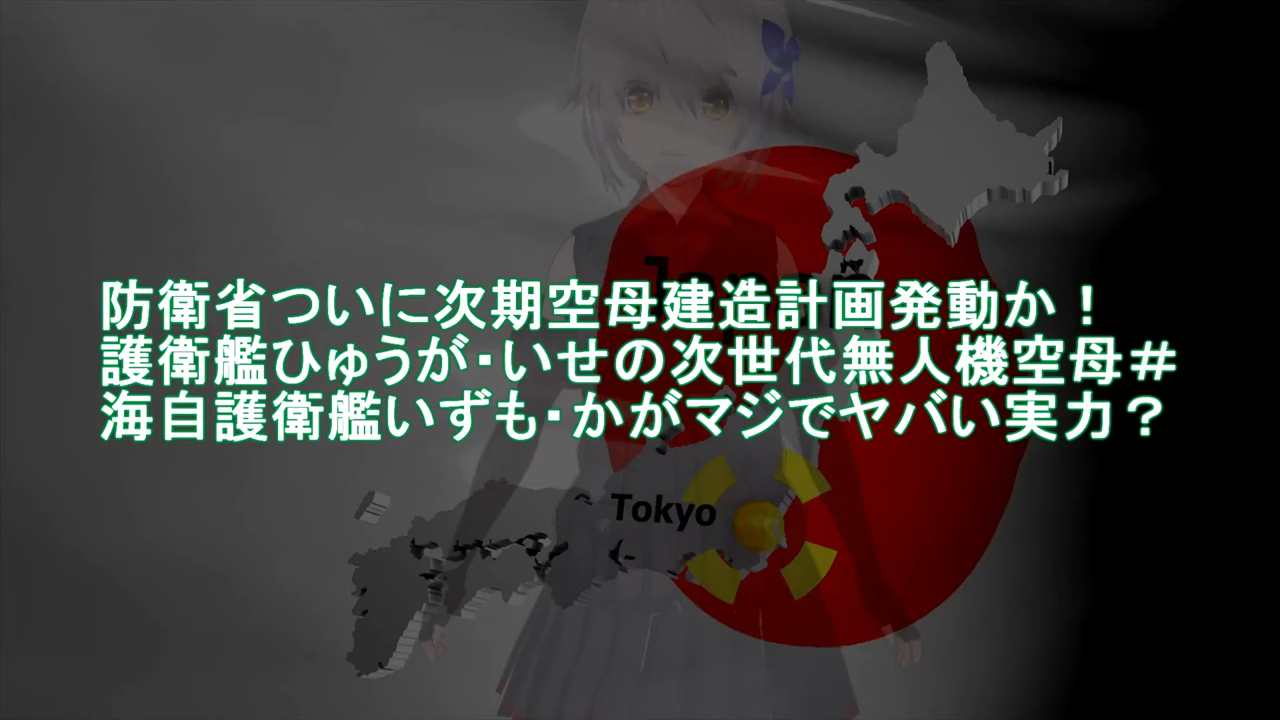 防衛省ついに次期空母建造計画発動か！
護衛艦ひゅうが・いせの次世代無人機空母＃
海自護衛艦いずも・かがマジでヤバい実力？
Japan
Tokyo